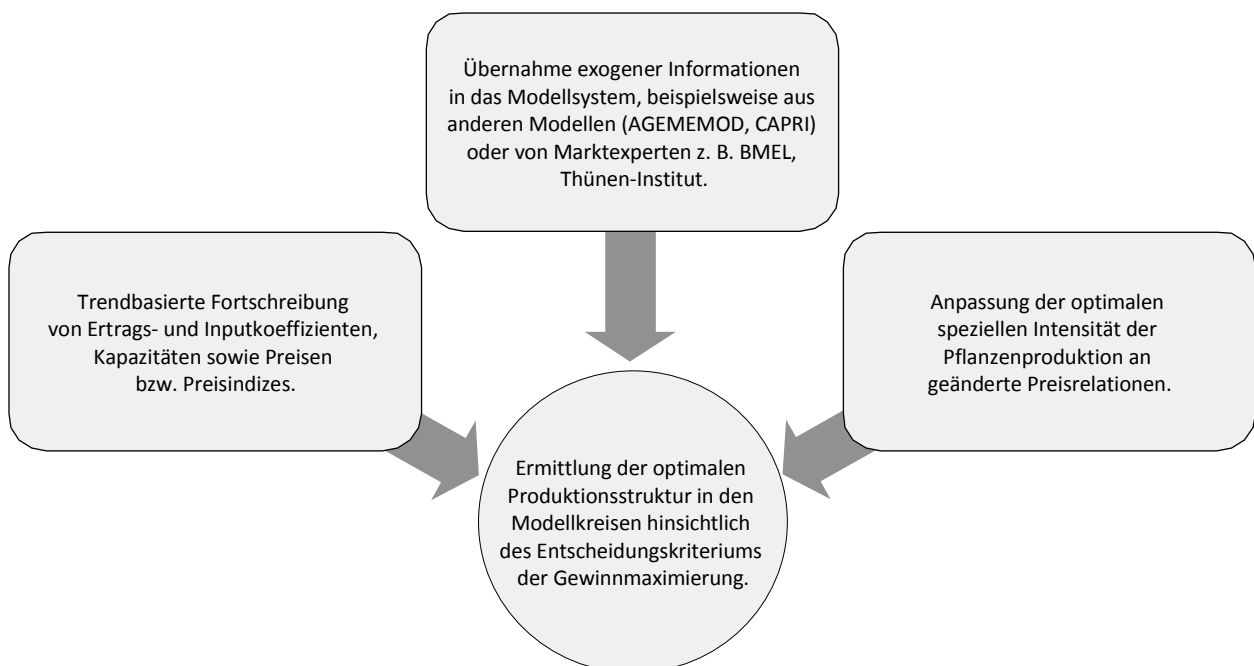 Übernahme exogener Informationen
in das Modellsystem, beispielsweise aus
anderen Modellen (AGEMEMOD, CAPRI)
oder von Marktexperten z. B. BMEL,
Thünen-Institut.
Trendbasierte Fortschreibung
von Ertrags- und Inputkoeffizienten,
Kapazitäten sowie Preisen
bzw. Preisindizes.
Anpassung der optimalen
speziellen Intensität der
Pflanzenproduktion an
geänderte Preisrelationen.
Ermittlung der optimalen
Produktionsstruktur in den
Modellkreisen hinsichtlich
des Entscheidungskriteriums
der Gewinnmaximierung.